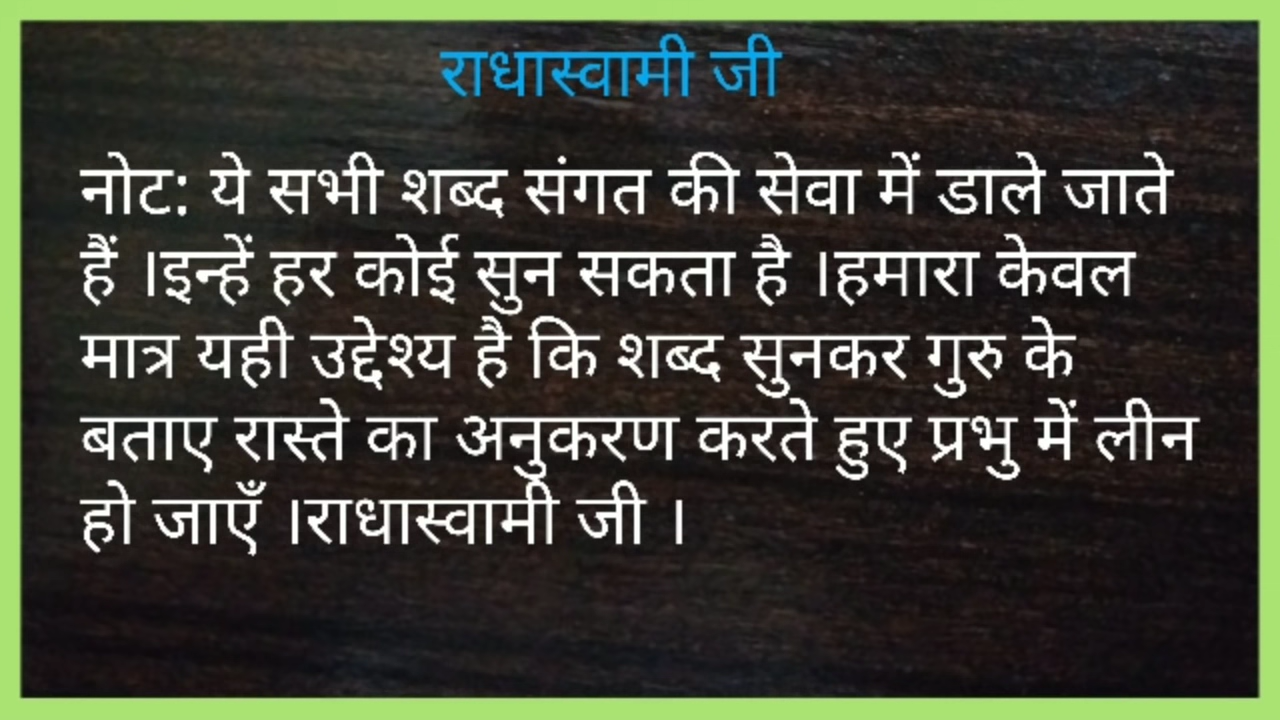 राधास्वामी जी
नोट: ये सभी शब्द संगत की सेवा में डाले जाते
हैं ।इन्हें हर कोई सुन सकता है ।हमारा केवल
मात्र यही उद्देश्य है कि शब्द सुनकर गुरु के
बताए रास्ते का अनुकरण करते हुए प्रभु में लीन
हो जाएँ ।राधास्वामी जी ।